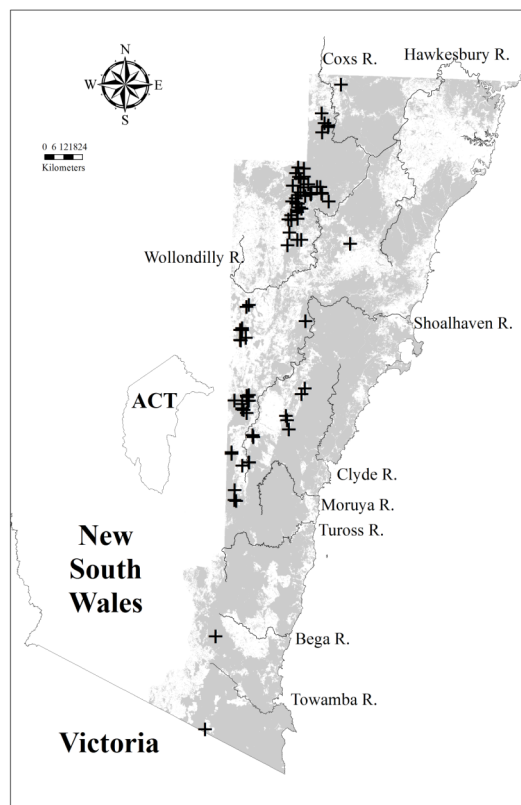 Coxs R.
Hawkesbury R.
N
W E
S
0 6 121824
Kilometers
Wollondilly R.
Shoalhaven R.
ACT
Clyde R.
Moruya R.
Tuross R.
New
South
Wales
Bega R.
Towamba R.
Victoria